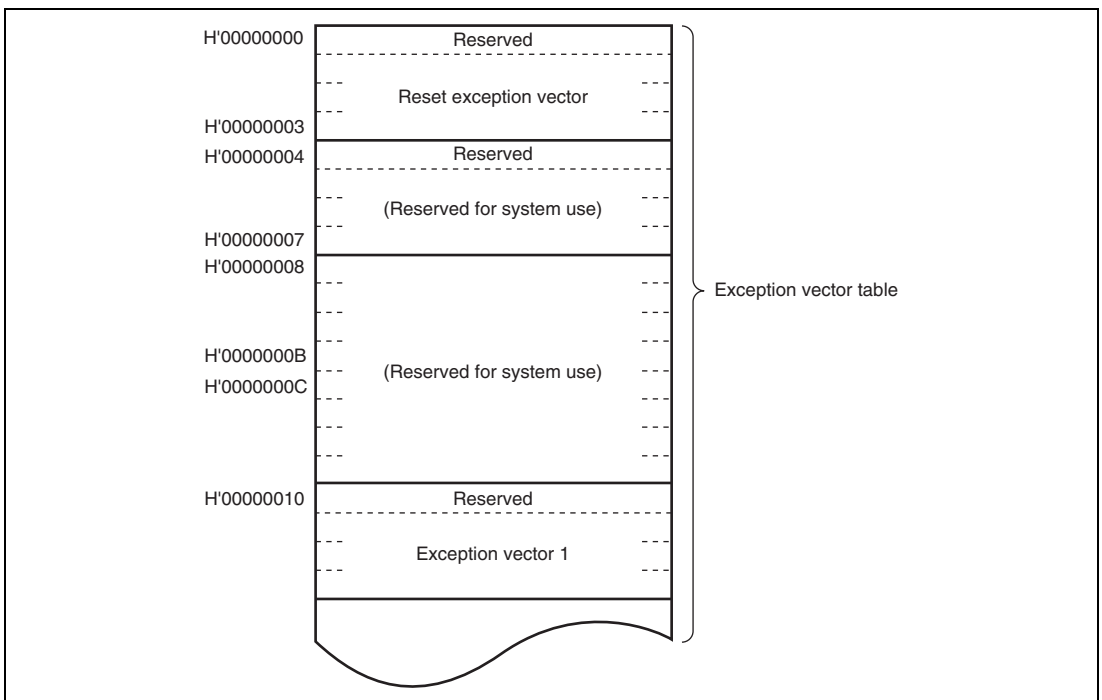 H'00000000 Reserved
Reset exception vector
H'00000003
H'00000004 Reserved
(Reserved for system use)
H'00000007
H'00000008
Exception vector table
H'0000000B
(Reserved for system use)
H'0000000C
H'00000010 Reserved
Exception vector 1